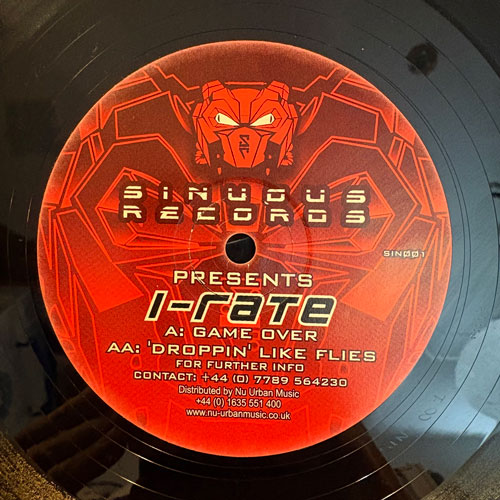 SINUOUS
RECORDS
SIN001
PRESENTS
I-RATE
A: GAME OVER
AA: 'DROPPIN' LIKE FLIES
FOR FURTHER INFO
CONTACT: +44 (0) 7789 564230
Distributed by Nu Urban Music
+44 (0) 1635 551 400
www.nu-urbanmusic.co.uk